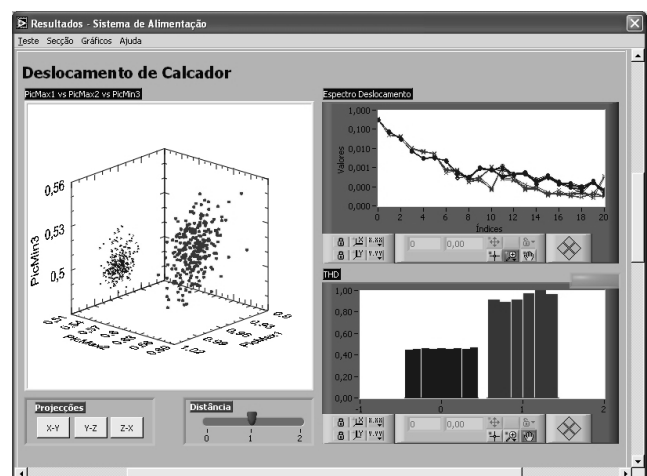 Resultados - Sistema de Alimentação
Teste Secção Gráficos Ajuda
Deslocamento de Calcador
PicMax1 vs PicMax2 vs PicMin3
0,56
0,53
0,5
PicMin3
PicMax2
PicMax1
1,02
0,98
0,95
0,93
0,9
Projecções
X-Y Y-Z Z-X
Distância
0 1 2
Espectro Deslocamento
Valores
1,000
0,100
0,010
0,001
0,000
0,000
0 2 4 6 8 10 12 14 16 18 20
Índices
0 0,00
THD
1,00
0,80
0,60
0,40
0,20
0,00
-1 0 1 2
0 0,00